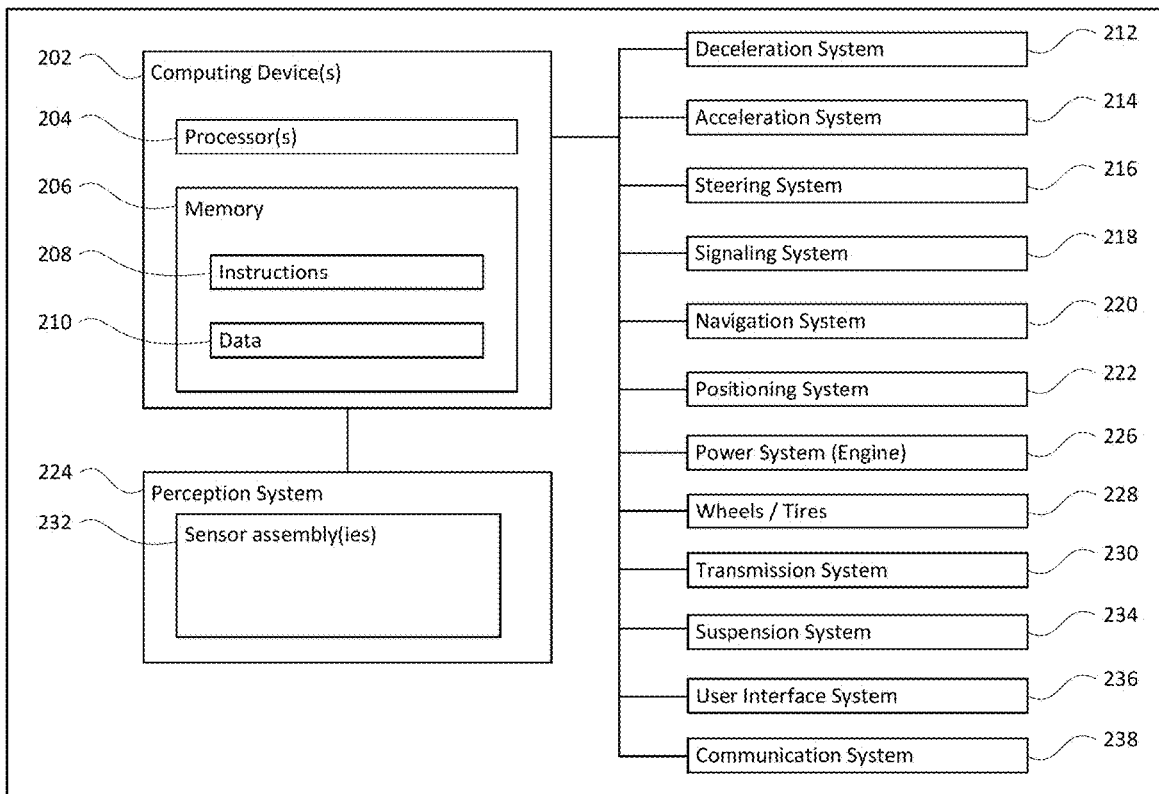 202
Computing Device(s)
204
Processor(s)
206
Memory
208
Instructions
210
Data
224
Perception System
232
Sensor assembly(ies)
Deceleration System
212
Acceleration System
214
Steering System
216
Signaling System
218
Navigation System
220
Positioning System
222
Power System (Engine)
226
Wheels / Tires
228
Transmission System
230
Suspension System
234
User Interface System
236
Communication System
238